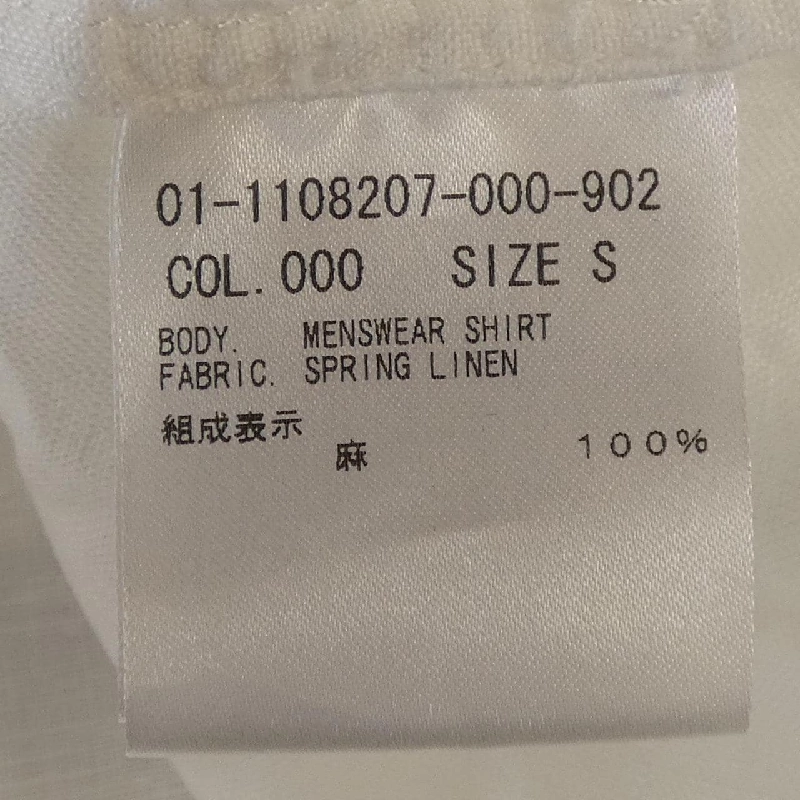 01-1108207-000-902
COL. 000 SIZE S
BODY. MENSWEAR SHIRT
FABRIC. SPRING LINEN
組成表示
麻 100%